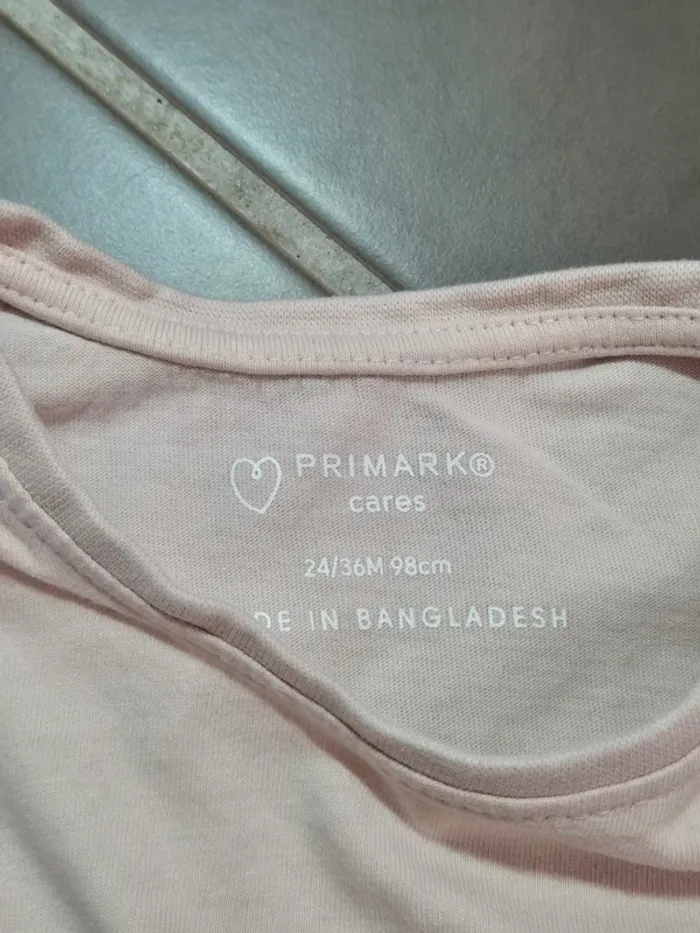 PRIMARK®
cares
24/36M 98cm
DE IN BANGLADESH